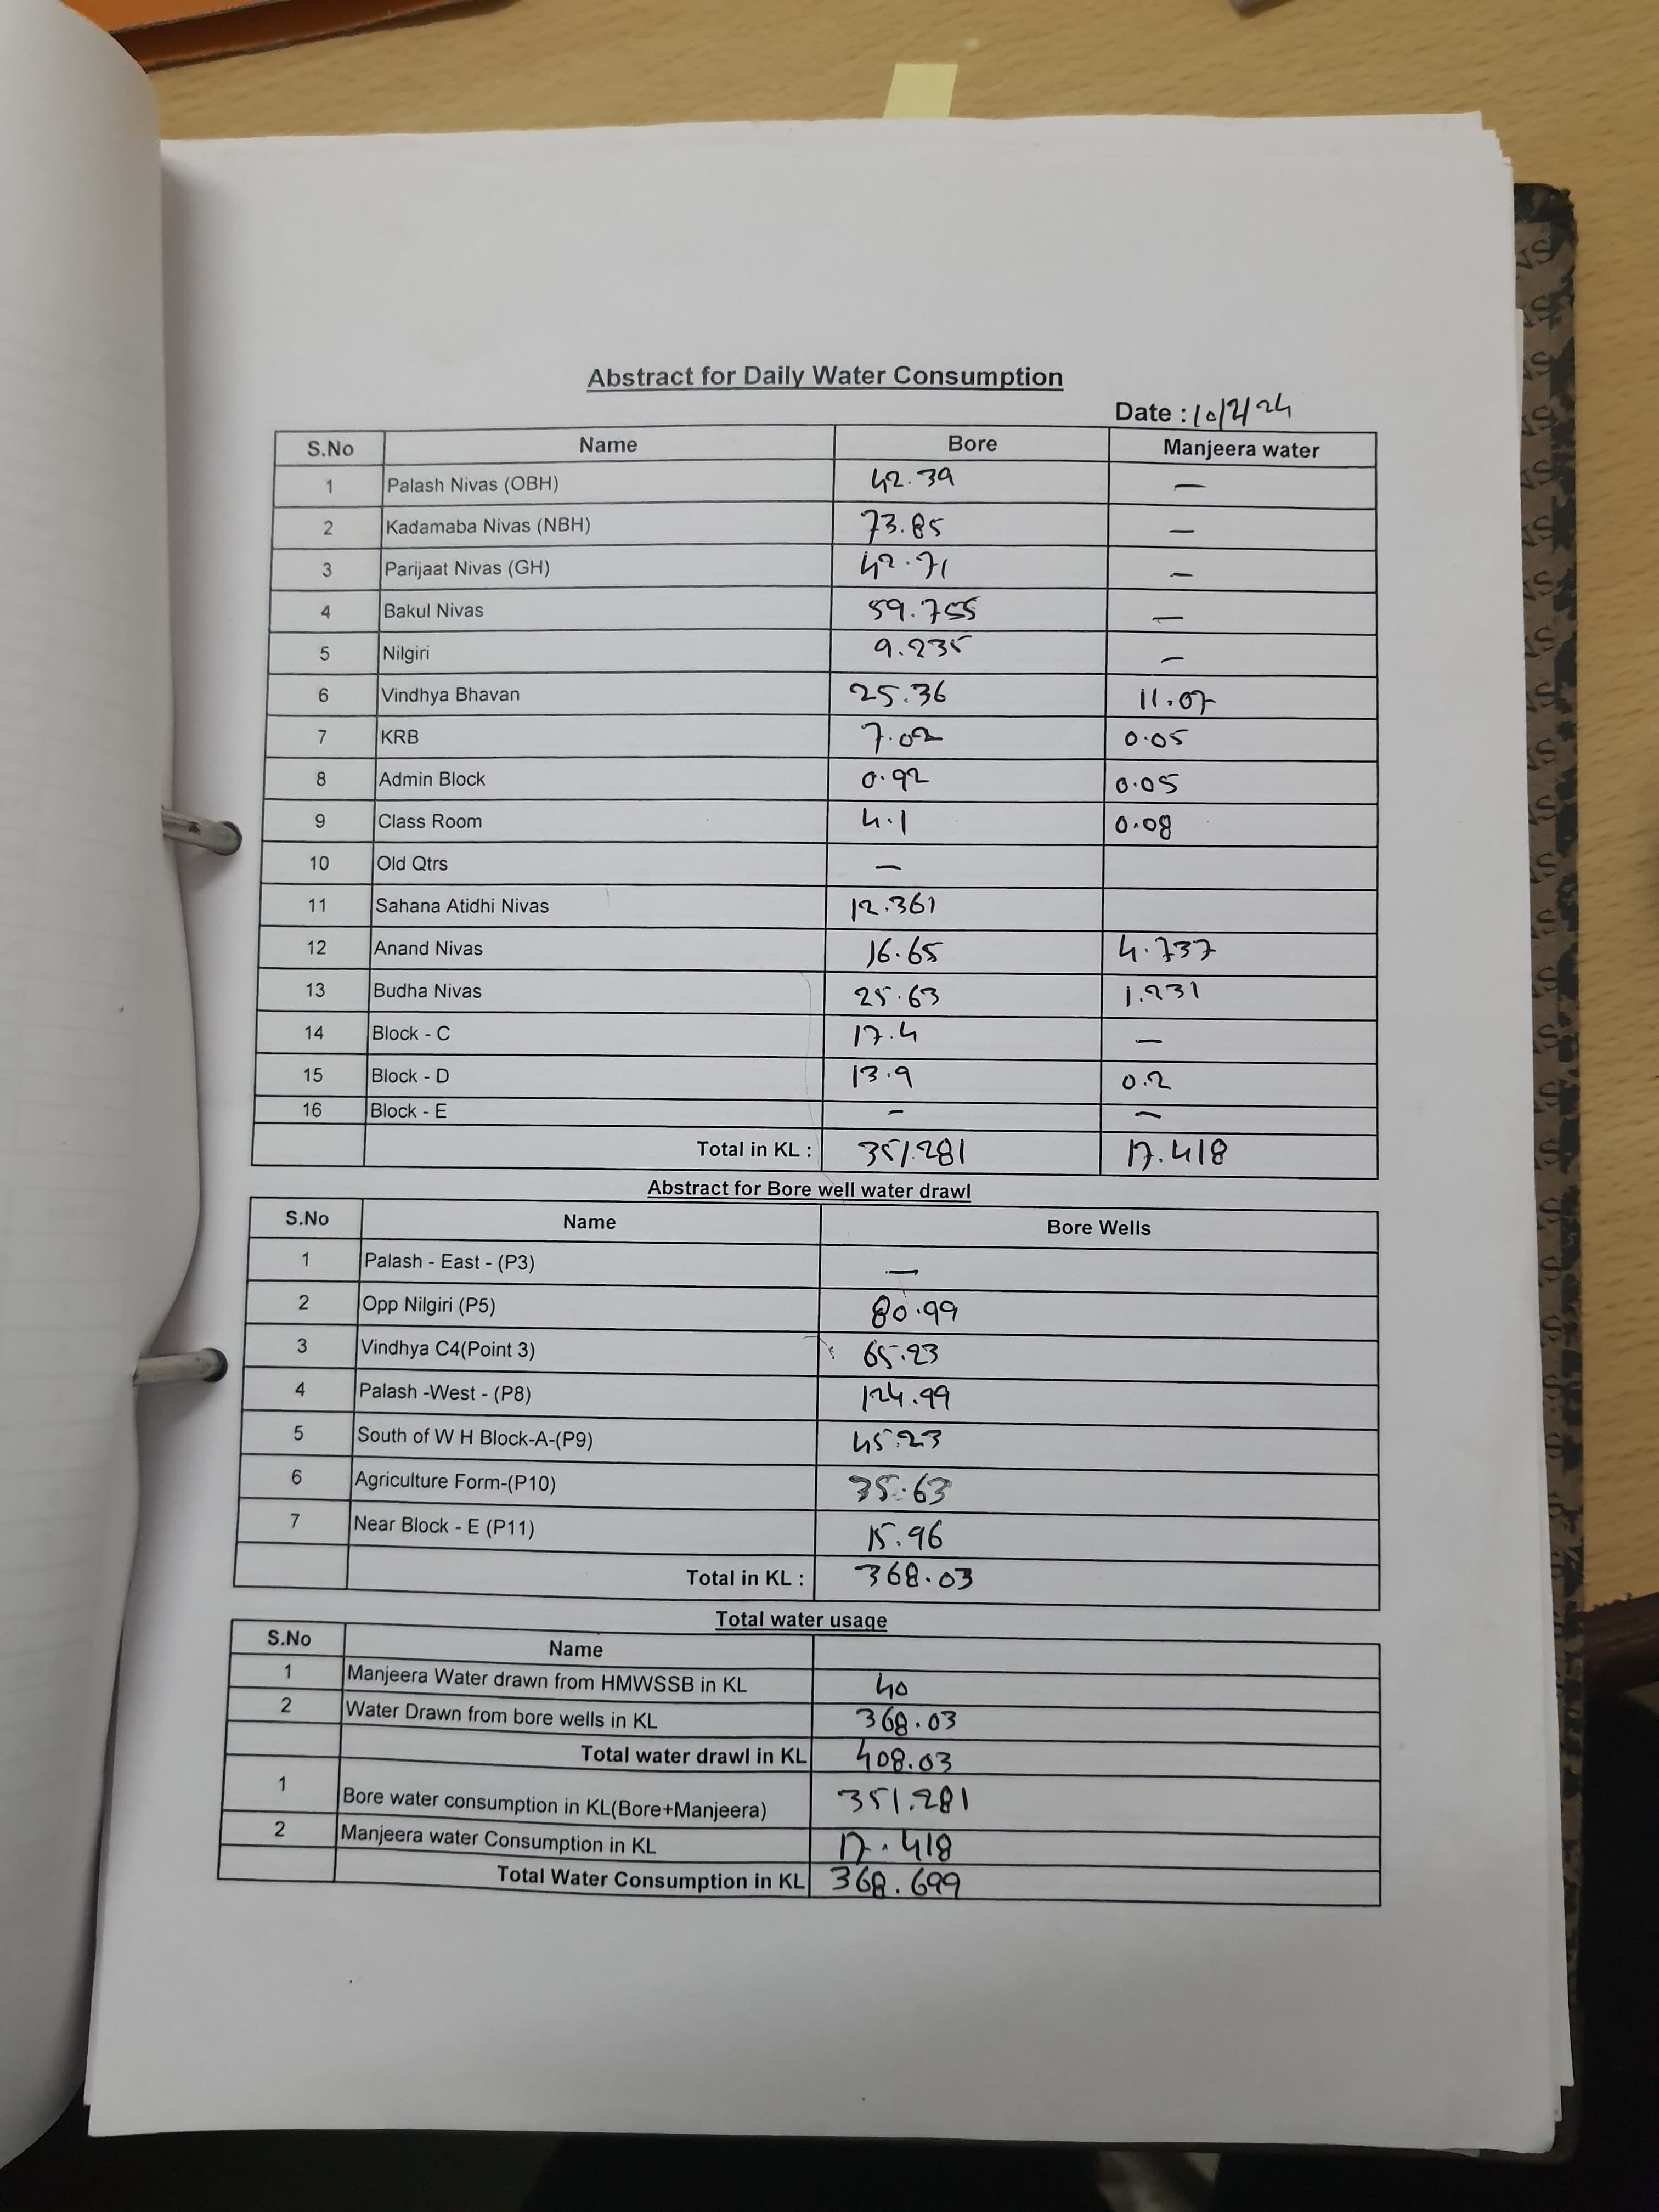 Abstract for Daily Water Consumption
Date : 10/2/24
S.No Name Bore Manjeera water
1 Palash Nivas (OBH) 42.39 —
2 Kadamaba Nivas (NBH) 73.85 —
3 Parijaat Nivas (GH) 42.71 —
4 Bakul Nivas 59.755 —
5 Nilgiri 9.235 —
6 Vindhya Bhavan 25.36 11.07
7 KRB 7.02 0.05
8 Admin Block 0.92 0.05
9 Class Room 4.1 0.08
10 Old Qtrs —
11 Sahana Atidhi Nivas 12.361
12 Anand Nivas 16.65 4.737
13 Budha Nivas 25.63 1.231
14 Block - C 17.4 —
15 Block - D 13.9 0.2
16 Block - E — —
Total in KL : 351.281 17.418
Abstract for Bore well water drawl
S.No Name Bore Wells
1 Palash - East - (P3) —
2 Opp Nilgiri (P5) 80.99
3 Vindhya C4(Point 3) 65.23
4 Palash -West - (P8) 124.99
5 South of W H Block-A-(P9) 45.23
6 Agriculture Form-(P10) 35.63
7 Near Block - E (P11) 15.96
Total in KL : 368.03
Total water usage
S.No Name
1 Manjeera Water drawn from HMWSSB in KL 40
2 Water Drawn from bore wells in KL 368.03
Total water drawl in KL 408.03
1 Bore water consumption in KL(Bore+Manjeera) 351.281
2 Manjeera water Consumption in KL 17.418
Total Water Consumption in KL 368.699